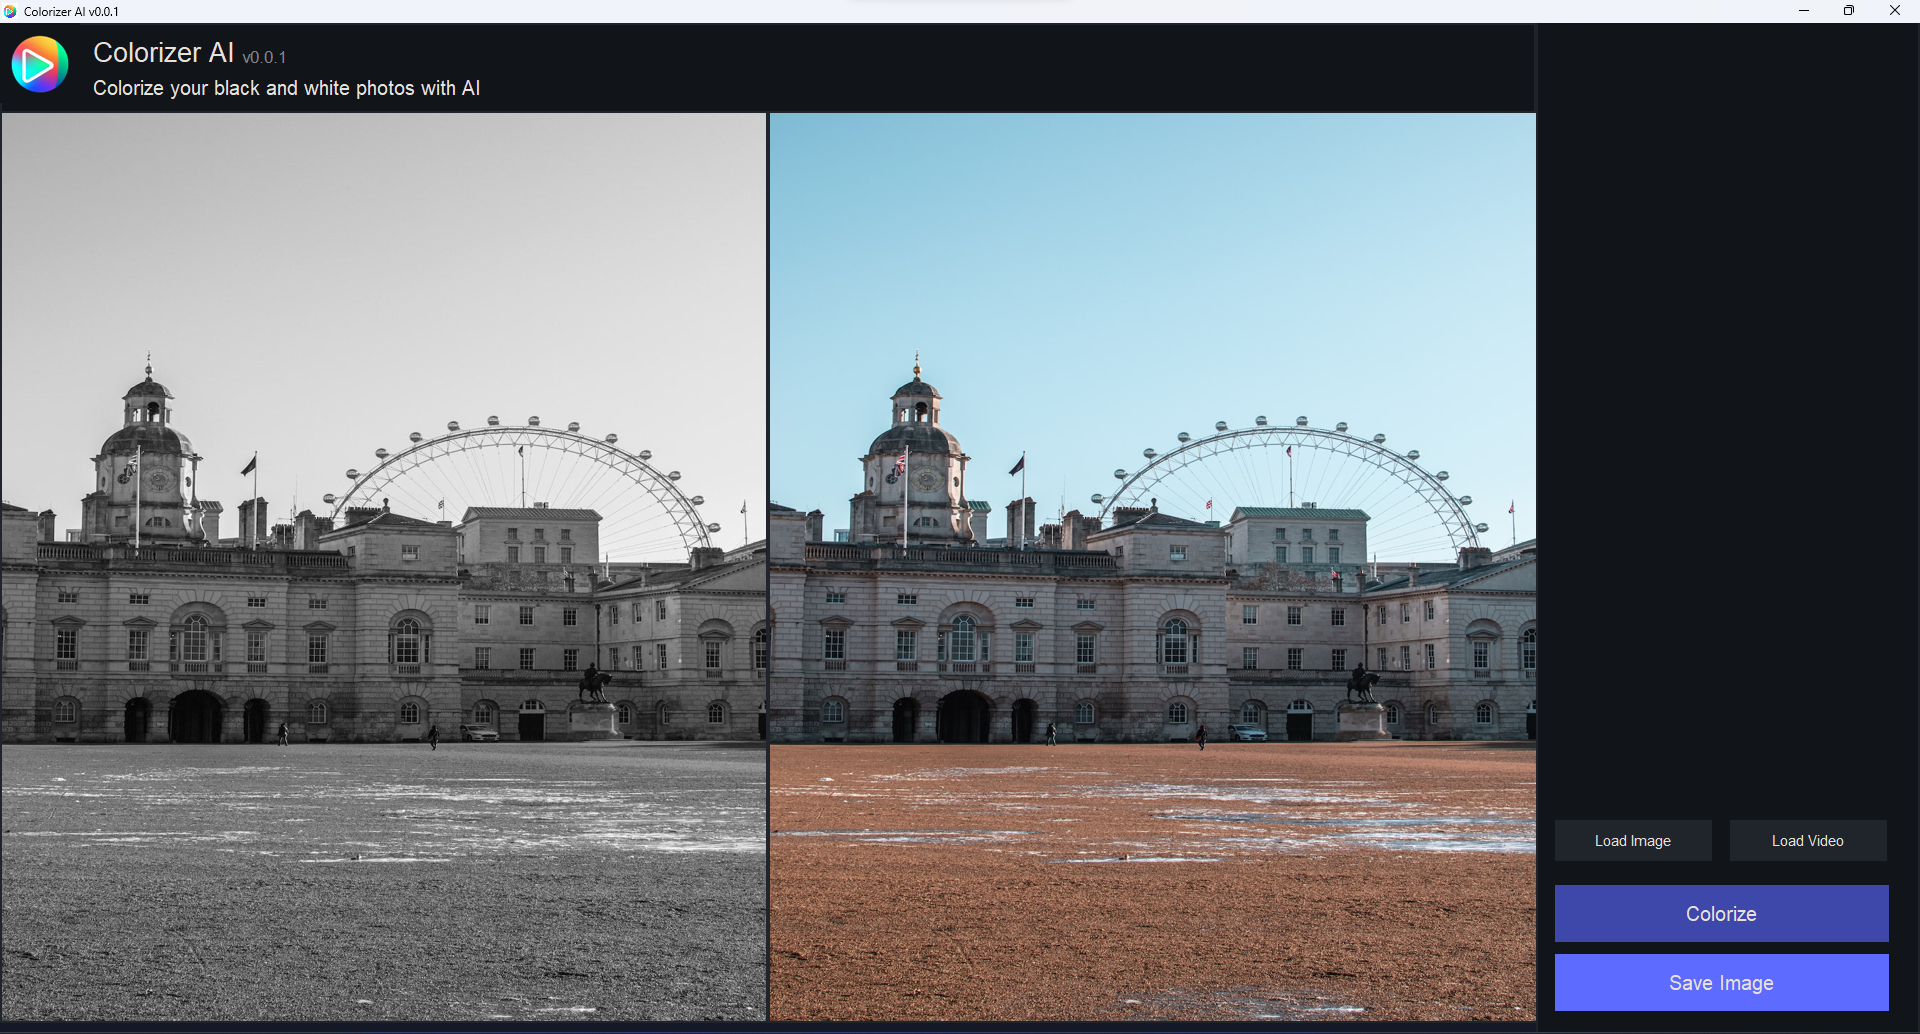 Colorizer AI v0.0.1
Colorizer AI v0.0.1
Colorize your black and white photos with AI
Load Image
Load Video
Colorize
Save Image